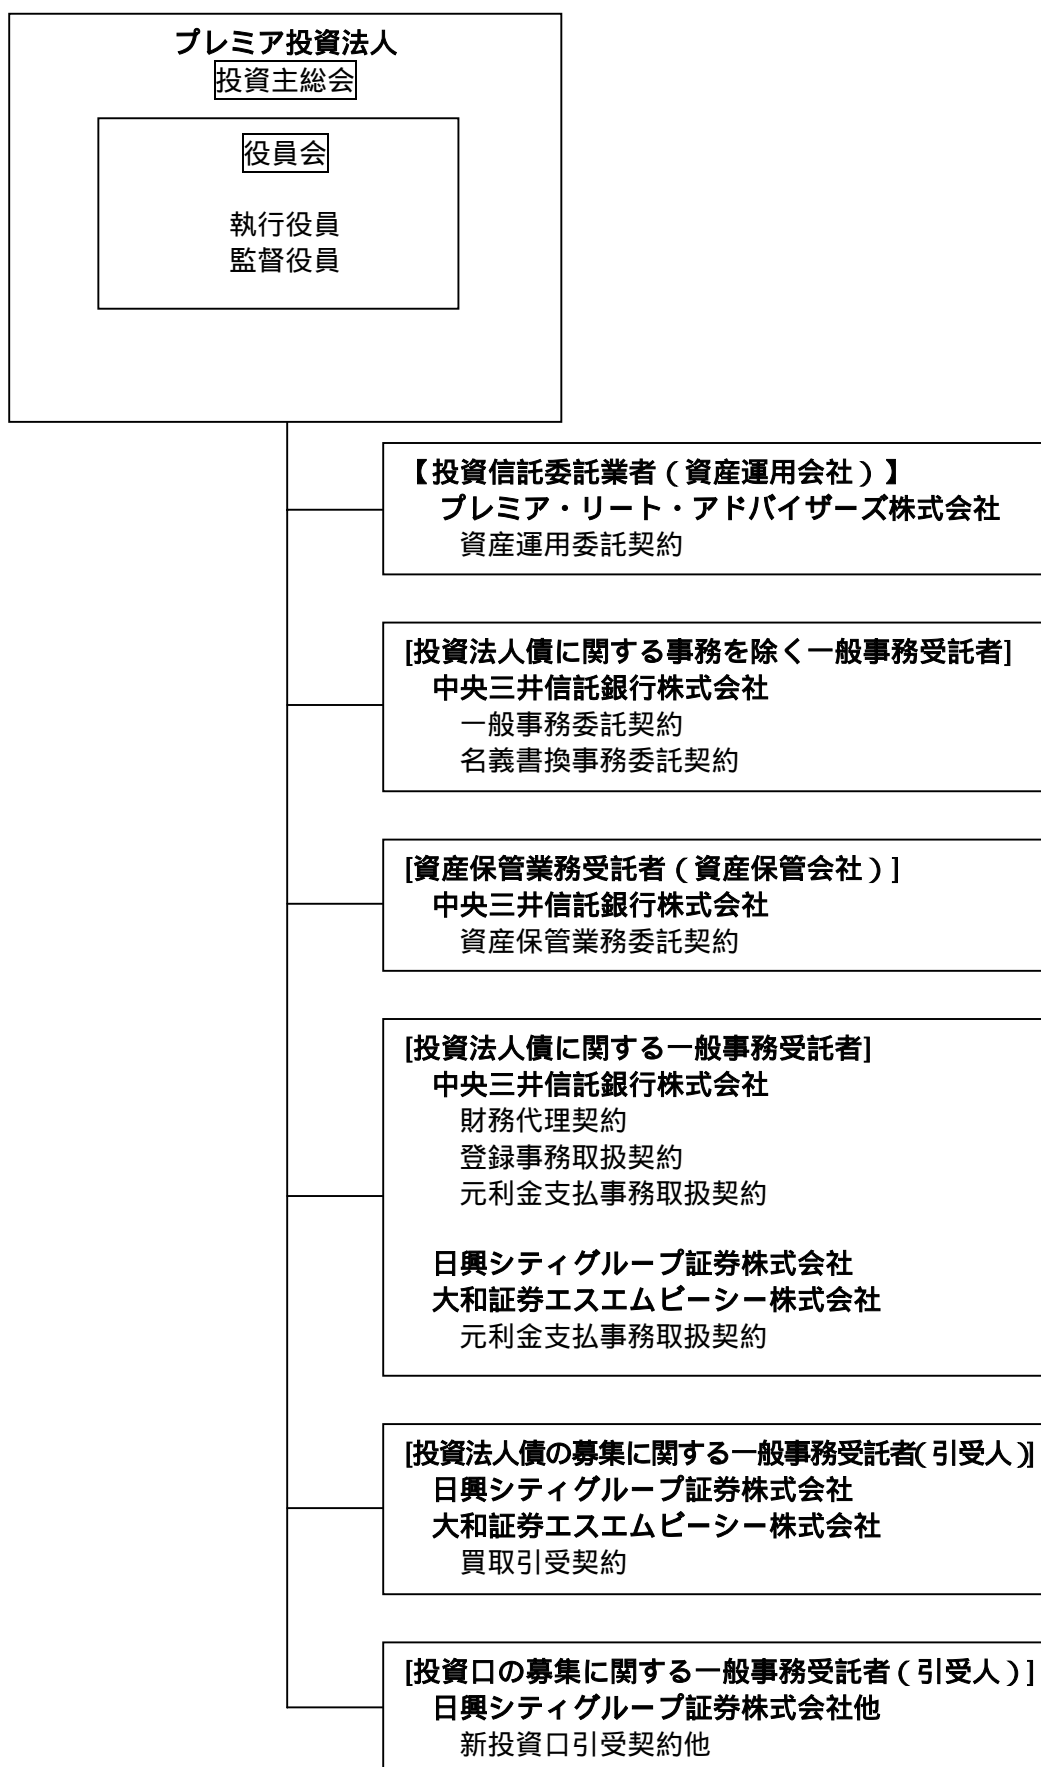 プレミア投資法人
投資主総会
役員会
執行役員
監督役員
【投資信託委託業者（資産運用会社）】
プレミア・リート・アドバイザーズ株式会社
資産運用委託契約
[投資法人債に関する事務を除く一般事務受託者]
中央三井信託銀行株式会社
一般事務委託契約
名義書換事務委託契約
[資産保管業務受託者（資産保管会社）]
中央三井信託銀行株式会社
資産保管業務委託契約
[投資法人債に関する一般事務受託者]
中央三井信託銀行株式会社
財務代理契約
登録事務取扱契約
元利金支払事務取扱契約
日興シティグループ証券株式会社
大和証券エスエムビーシー株式会社
元利金支払事務取扱契約
[投資法人債の募集に関する一般事務受託者（引受人）]
日興シティグループ証券株式会社
大和証券エスエムビーシー株式会社
買取引受契約
[投資口の募集に関する一般事務受託者（引受人）]
日興シティグループ証券株式会社他
新投資口引受契約他